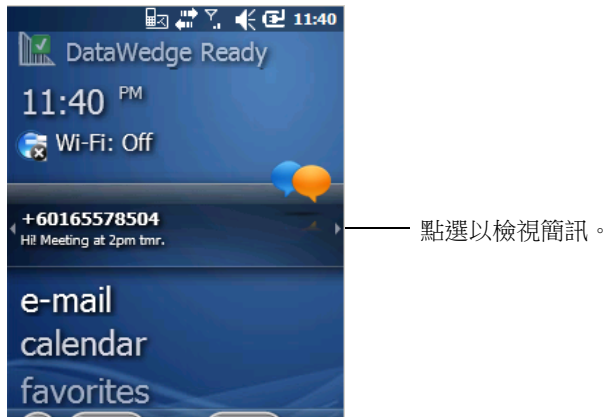 11:40
DataWedge Ready
11:40 PM
Wi-Fi: Off
+60165578504
Hi! Meeting at 2pm tmr.
點選以檢視簡訊。
e-mail
calendar
favorites